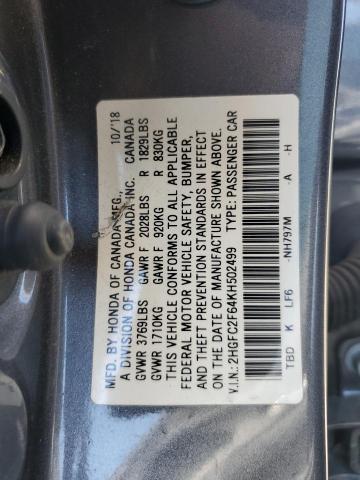 MFD. BY HONDA OF CANADA MFG., 10/'18
A DIVISION OF HONDA CANADA INC. CANADA
GVWR 3769LBS GAWR F 2028LBS R 1829LBS
GVWR 1710KG GAWR F 920KG R 830KG
THIS VEHICLE CONFORMS TO ALL APPLICABLE
FEDERAL MOTOR VEHICLE SAFETY, BUMPER,
AND THEFT PREVENTION STANDARDS IN EFFECT
ON THE DATE OF MANUFACTURE SHOWN ABOVE.
V.I.N.: 2HGFC2F64KH502499 TYPE: PASSENGER CAR
TBD K LF6 -NH797M -A -H